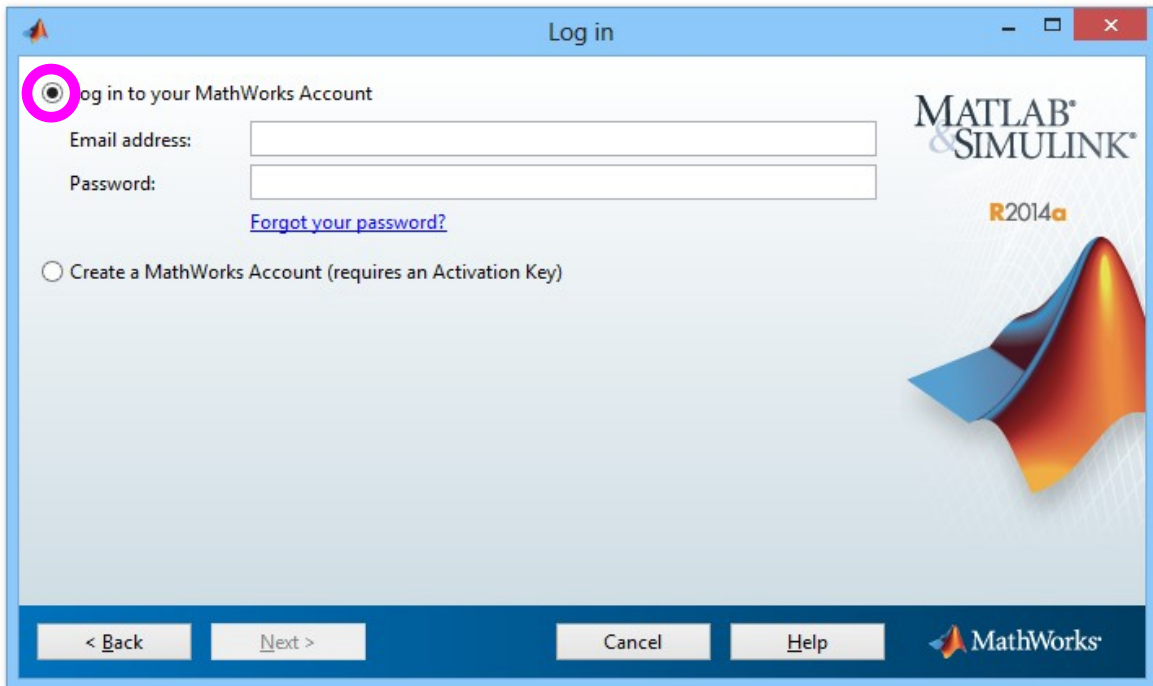 Log in
og in to your MathWorks Account
Email address:
Password:
Forgot your password?
Create a MathWorks Account (requires an Activation Key)
MATLAB®
&SIMULINK®
R2014a
< Back
Next >
Cancel
Help
MathWorks®